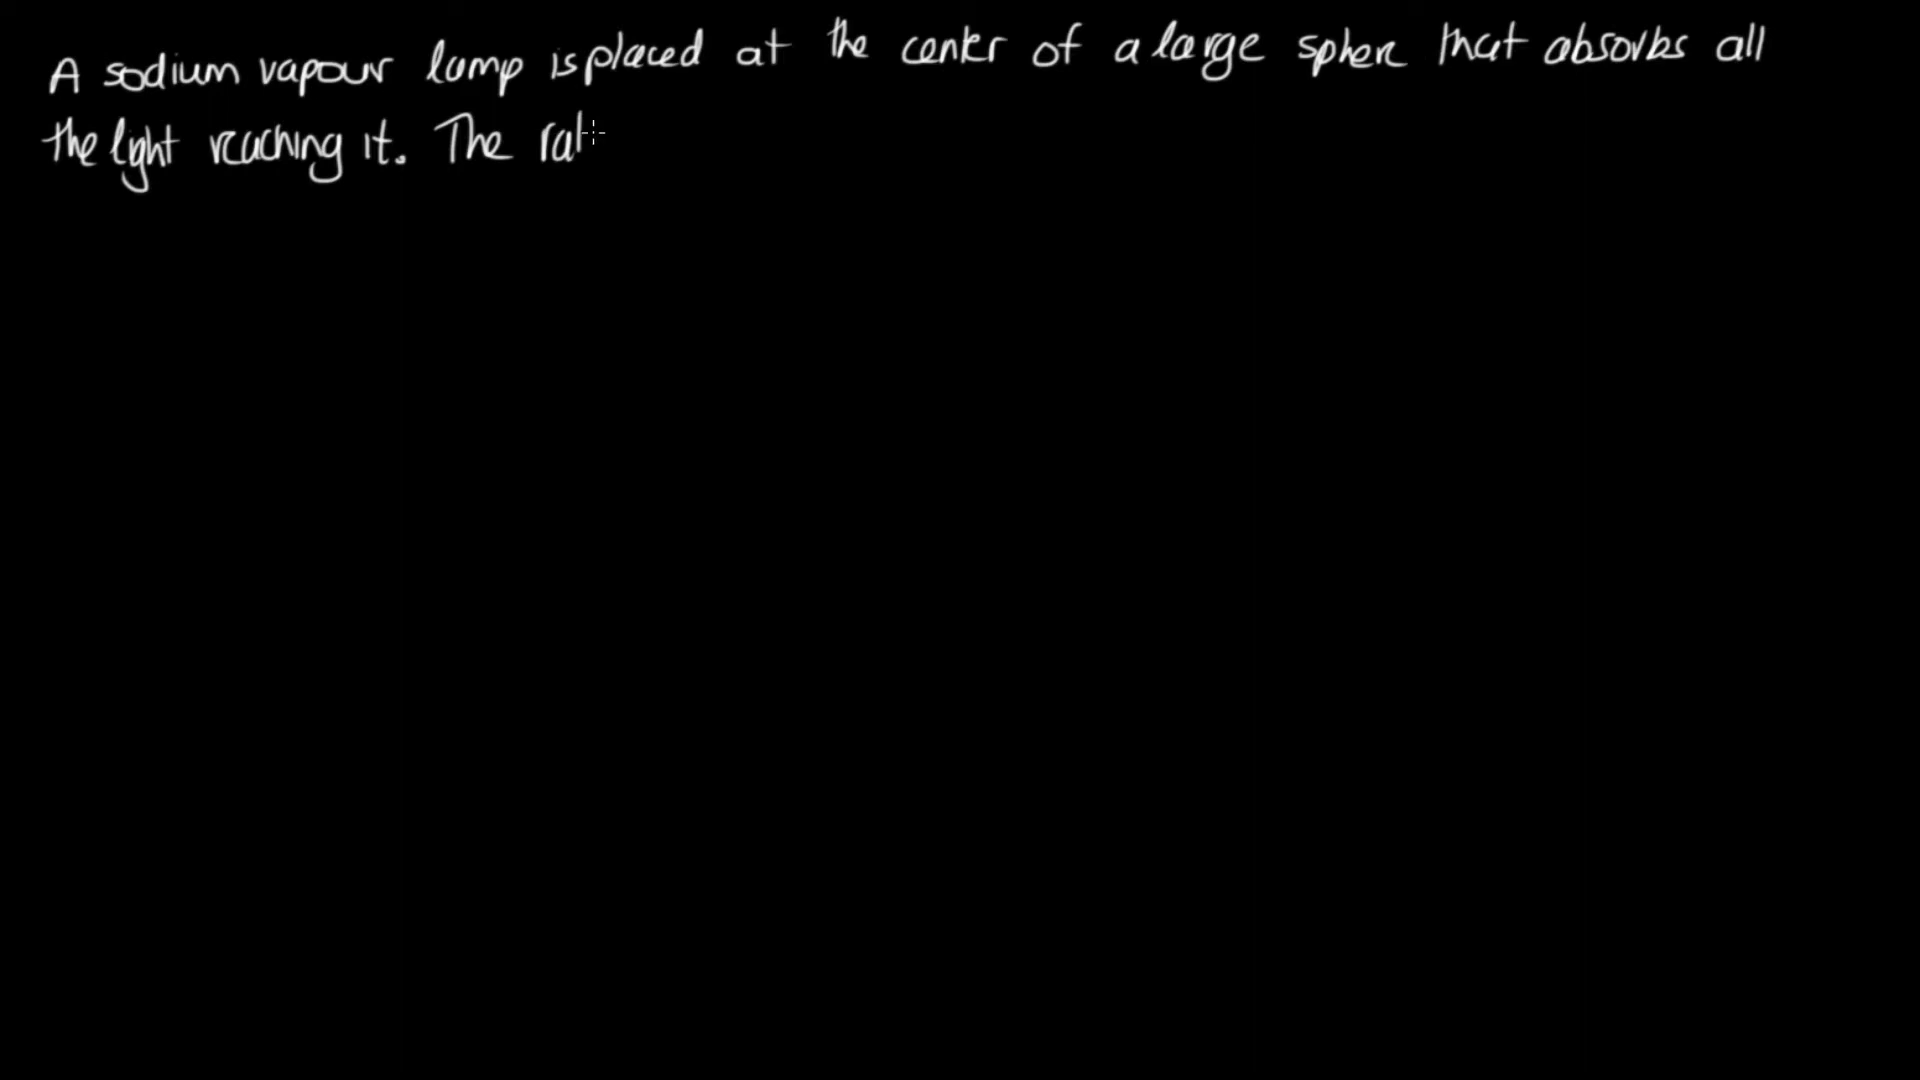 A sodium vapour lamp is placed at the center of a large sphere that absorbs all
the light reaching it. The rat